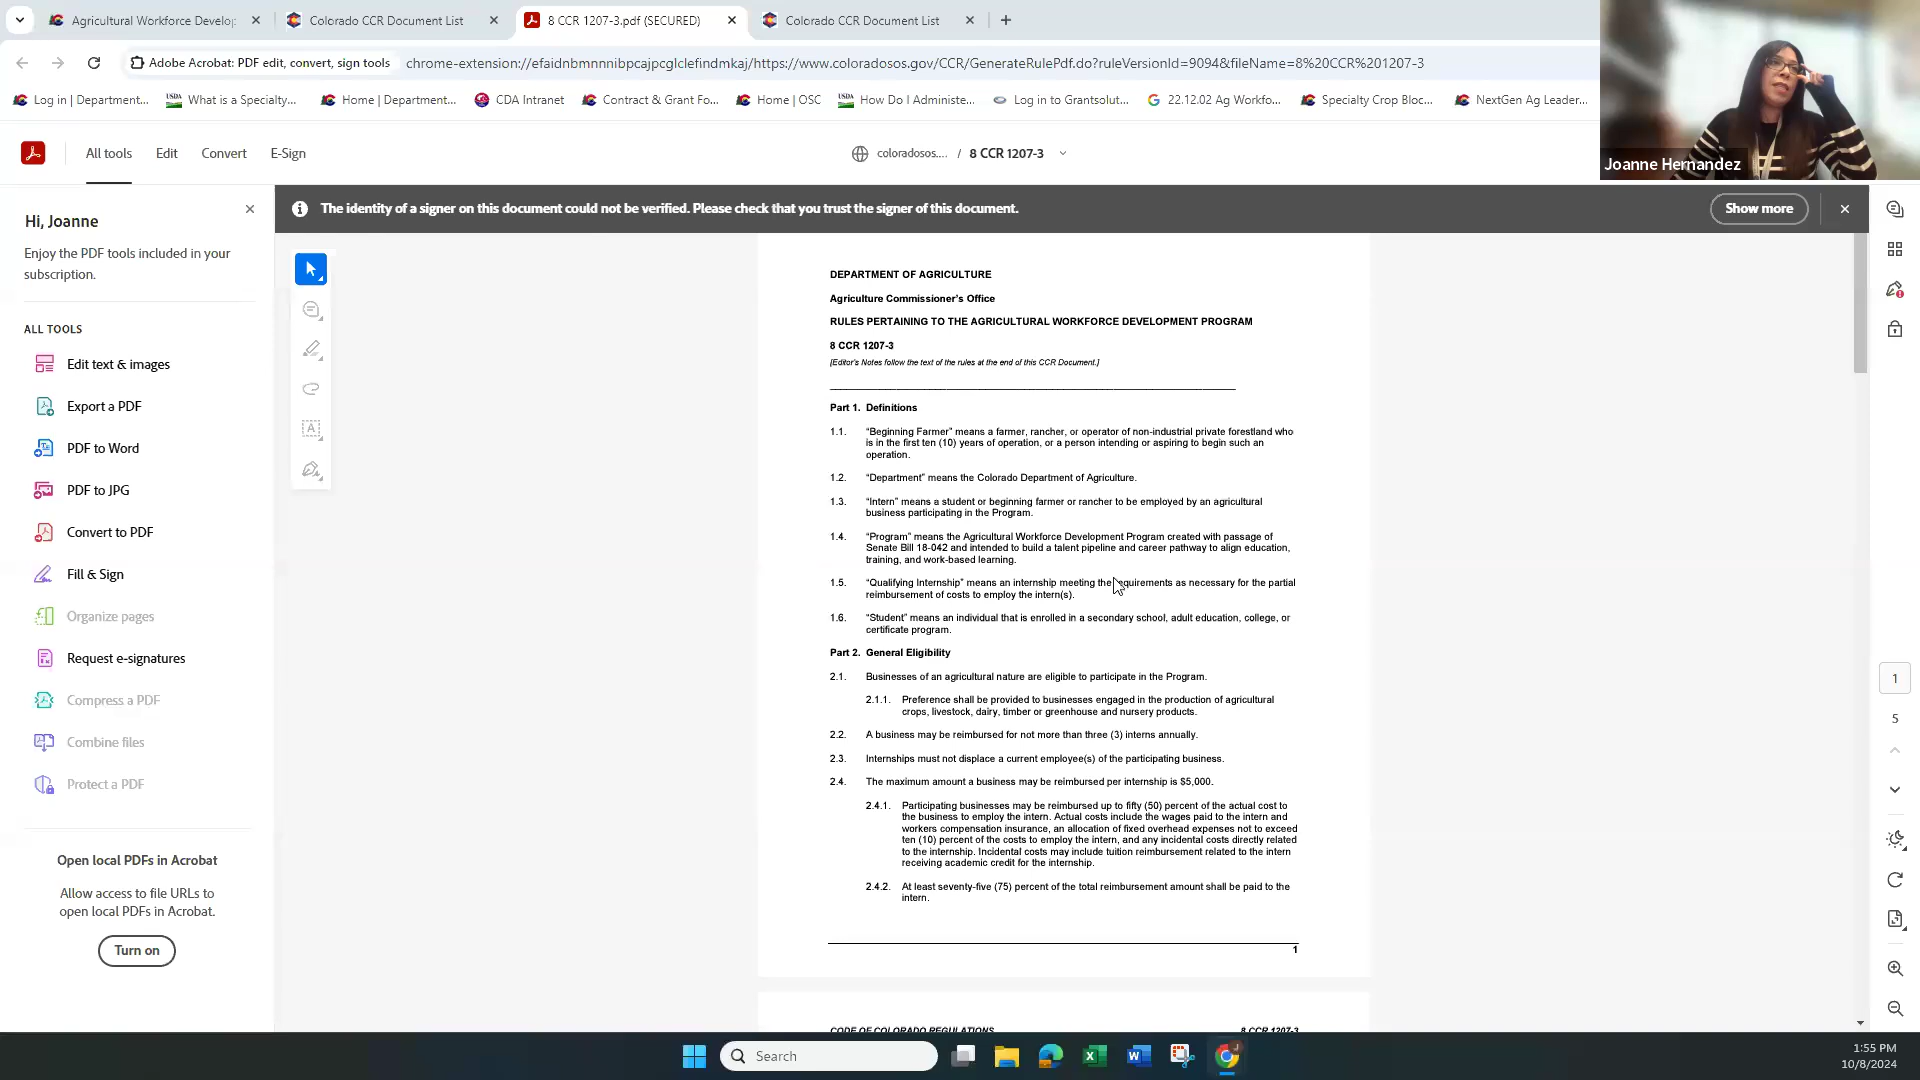 Agricultural Workforce Develop
Colorado CCR Document List
8 CCR 1207-3.pdf (SECURED)
Colorado CCR Document List
Adobe Acrobat: PDF edit, convert, sign tools
chrome-extension://efaidnbmnnnibpcajpcglclefindmkaj/https://www.coloradosos.gov/CCR/GenerateRulePdf.do?ruleVersionId=9094&fileName=8%20CCR%201207-3
Log in | Department...
What is a Specialty...
Home | Department...
CDA Intranet
Contract & Grant Fo...
Home | OSC
How Do I Administe...
Log in to Grantsolut...
22.12.02 Ag Workfo...
Specialty Crop Bloc...
NextGen Ag Leader...
Joanne Hernandez
All tools
Edit
Convert
E-Sign
coloradosos.... / 8 CCR 1207-3
Hi, Joanne
Enjoy the PDF tools included in your
subscription.
ALL TOOLS
Edit text & images
Export a PDF
PDF to Word
PDF to JPG
Convert to PDF
Fill & Sign
Organize pages
Request e-signatures
Compress a PDF
Combine files
Protect a PDF
Open local PDFs in Acrobat
Allow access to file URLs to
open local PDFs in Acrobat.
Turn on
The identity of a signer on this document could not be verified. Please check that you trust the signer of this document.
Show more
DEPARTMENT OF AGRICULTURE
Agriculture Commissioner's Office
RULES PERTAINING TO THE AGRICULTURAL WORKFORCE DEVELOPMENT PROGRAM
8 CCR 1207-3
[Editor's Notes follow the text of the rules at the end of this CCR Document.]
Part 1. Definitions
1.1. "Beginning Farmer" means a farmer, rancher, or operator of non-industrial private forestland who
is in the first ten (10) years of operation, or a person intending or aspiring to begin such an
operation.
1.2. "Department" means the Colorado Department of Agriculture.
1.3. "Intern" means a student or beginning farmer or rancher to be employed by an agricultural
business participating in the Program.
1.4. "Program" means the Agricultural Workforce Development Program created with passage of
Senate Bill 18-042 and intended to build a talent pipeline and career pathway to align education,
training, and work-based learning.
1.5. "Qualifying Internship" means an internship meeting the requirements as necessary for the partial
reimbursement of costs to employ the intern(s).
1.6. "Student" means an individual that is enrolled in a secondary school, adult education, college, or
certificate program.
Part 2. General Eligibility
2.1. Businesses of an agricultural nature are eligible to participate in the Program.
2.1.1. Preference shall be provided to businesses engaged in the production of agricultural
crops, livestock, dairy, timber or greenhouse and nursery products.
2.2. A business may be reimbursed for not more than three (3) interns annually.
2.3. Internships must not displace a current employee(s) of the participating business.
2.4. The maximum amount a business may be reimbursed per internship is $5,000.
2.4.1. Participating businesses may be reimbursed up to fifty (50) percent of the actual cost to
the business to employ the intern. Actual costs include the wages paid to the intern and
workers compensation insurance, an allocation of fixed overhead expenses not to exceed
ten (10) percent of the costs to employ the intern, and any incidental costs directly related
to the internship. Incidental costs may include tuition reimbursement related to the intern
receiving academic credit for the internship.
2.4.2. At least seventy-five (75) percent of the total reimbursement amount shall be paid to the
intern.
1
CODE OF COLORADO REGULATIONS 8 CCR 1207-3
1
5
Search
1:55 PM
10/8/2024